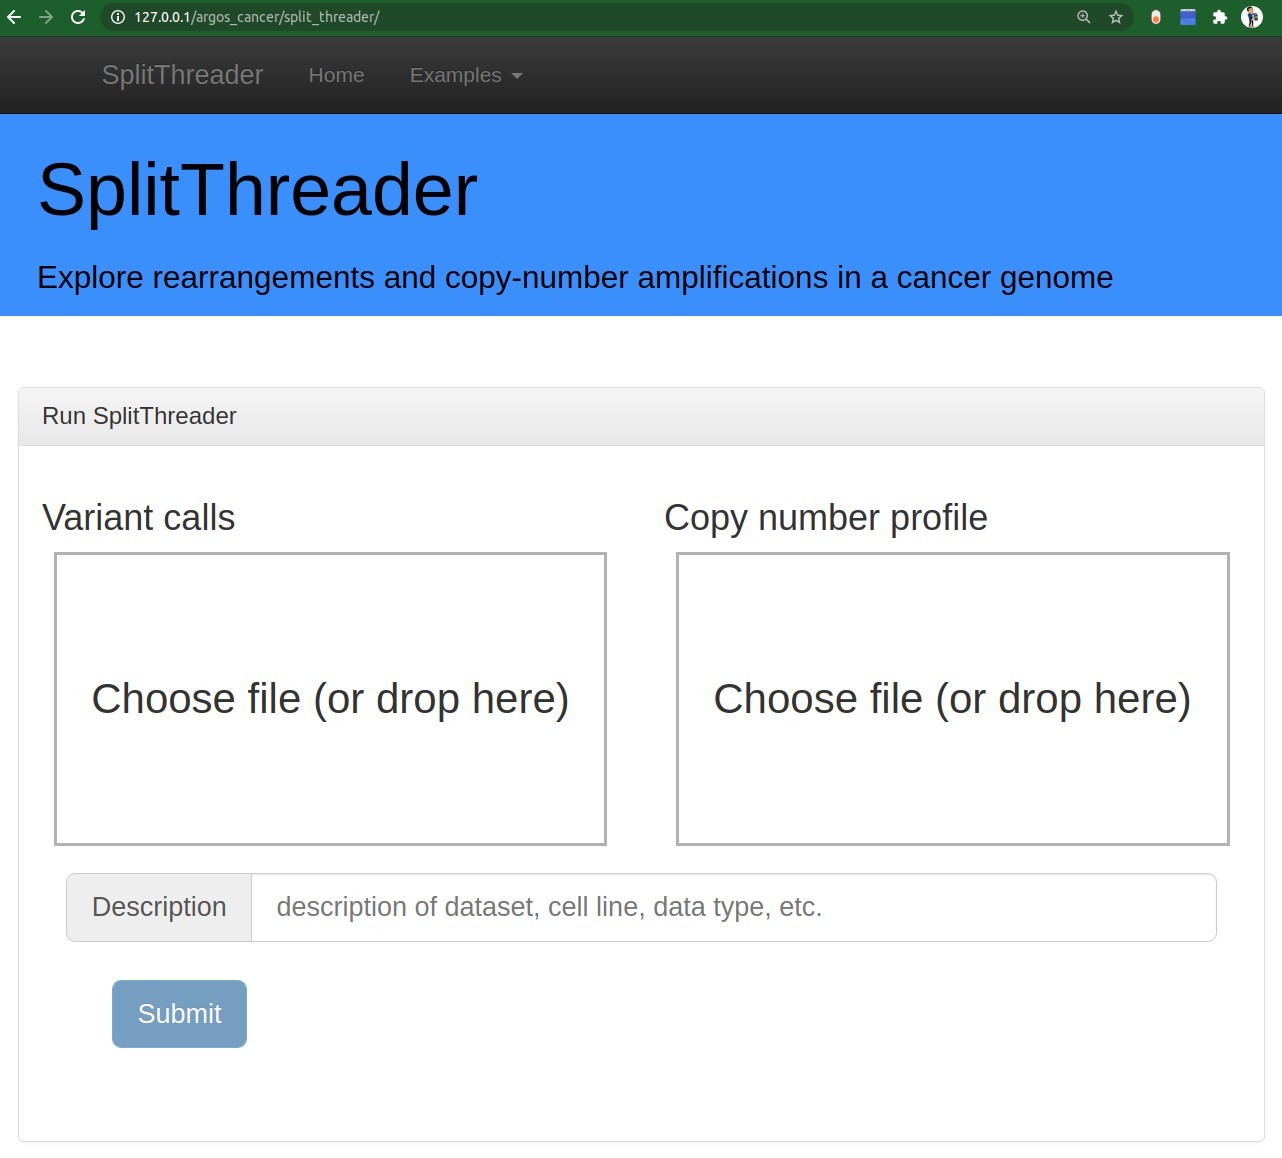 127.0.0.1/argos_cancer/split_threader/
SplitThreader Home Examples
SplitThreader
Explore rearrangements and copy-number amplifications in a cancer genome
Run SplitThreader
Variant calls
Copy number profile
Choose file (or drop here)
Choose file (or drop here)
Description description of dataset, cell line, data type, etc.
Submit